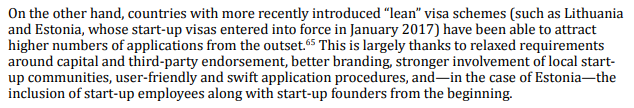 On the other hand, countries with more recently introduced “lean” visa schemes (such as Lithuania
and Estonia, whose start-up visas entered into force in January 2017) have been able to attract
higher numbers of applications from the outset.65 This is largely thanks to relaxed requirements
around capital and third-party endorsement, better branding, stronger involvement of local start-
up communities, user-friendly and swift application procedures, and—in the case of Estonia—the
inclusion of start-up employees along with start-up founders from the beginning.